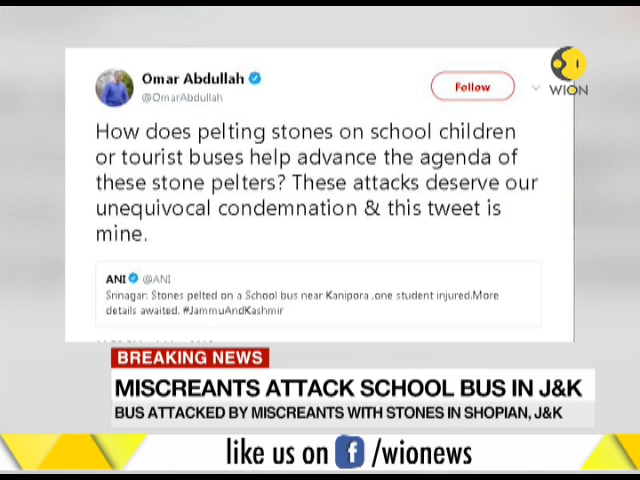 Omar Abdullah
@OmarAbdullah
Follow
WION
How does pelting stones on school children
or tourist buses help advance the agenda of
these stone pelters? These attacks deserve our
unequivocal condemnation & this tweet is
mine.
ANI @ANI
Srinagar: Stones pelted on a School bus near Kanipora ,one student injured.More
details awaited. #JammuAndKashmir
BREAKING NEWS
MISCREANTS ATTACK SCHOOL BUS IN J&K
BUS ATTACKED BY MISCREANTS WITH STONES IN SHOPIAN, J&K
like us on f /wionews